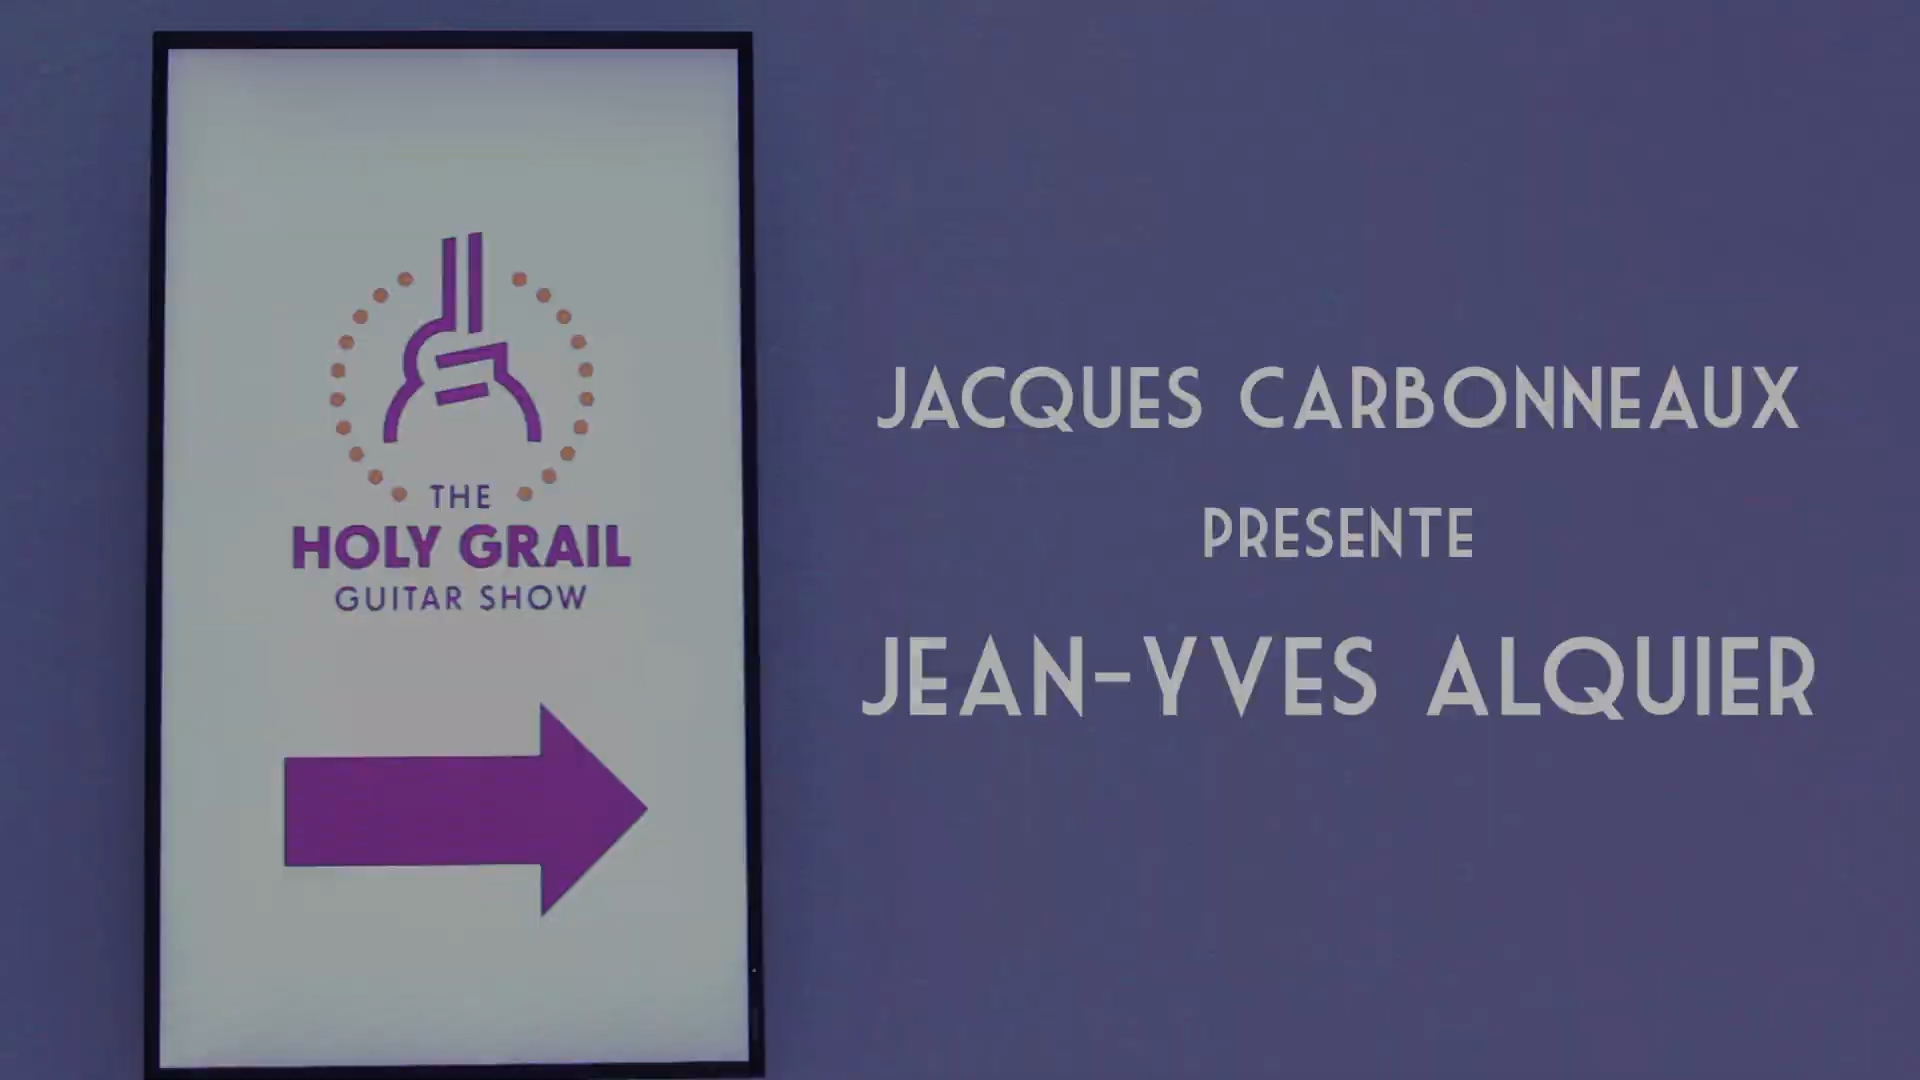 THE
HOLY GRAIL
GUITAR SHOW
JACQUES CARBONNEAUX
PRESENTE
JEAN-YVES ALQUIER